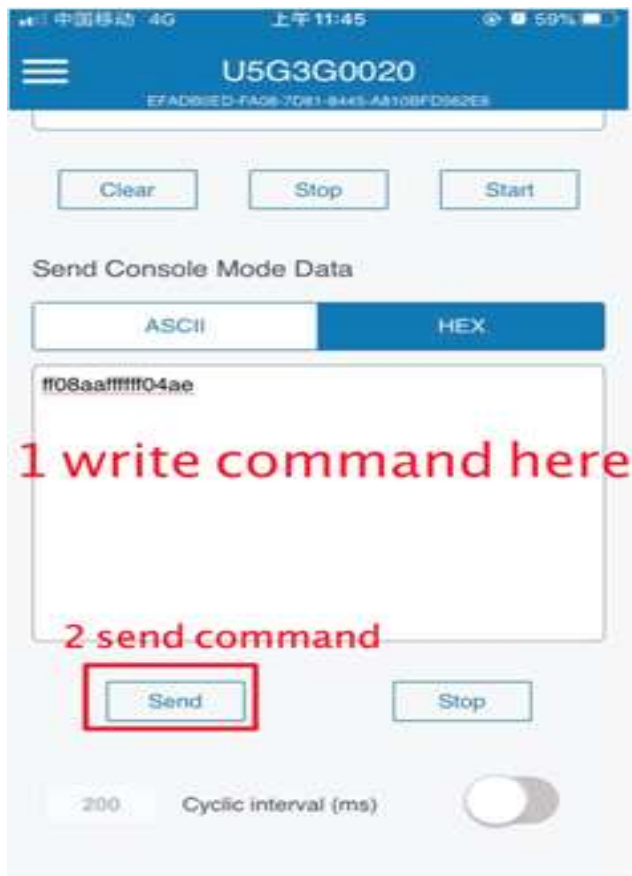 中国移动 4G 上午11:45 59%
U5G3G0020
Clear Stop Start
Send Console Mode Data
ASCII HEX
ff08aaffffff04ae
1 write command here
2 send command
Send Stop
200 Cyclic interval (ms)